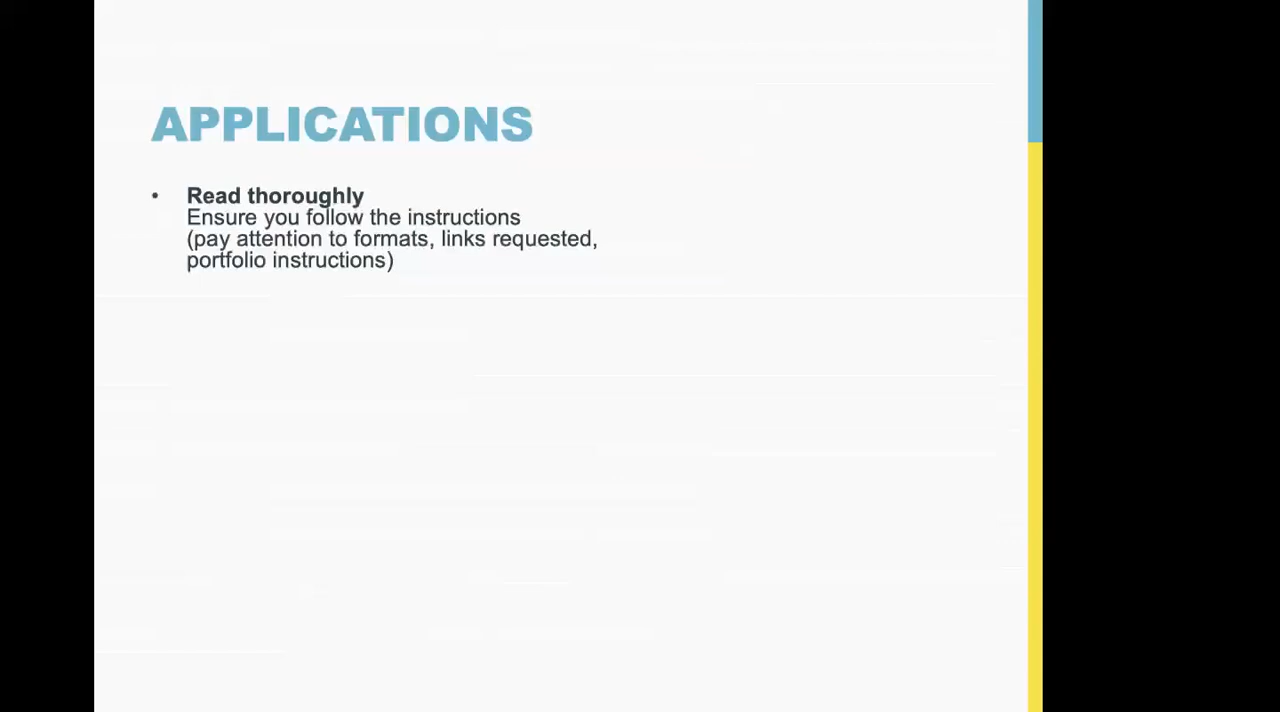 APPLICATIONS
• Read thoroughly
Ensure you follow the instructions
(pay attention to formats, links requested,
portfolio instructions)